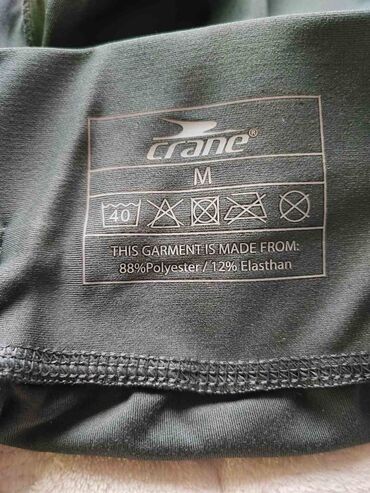 crane®
M
40
THIS GARMENT IS MADE FROM:
88%Polyester / 12% Elasthan